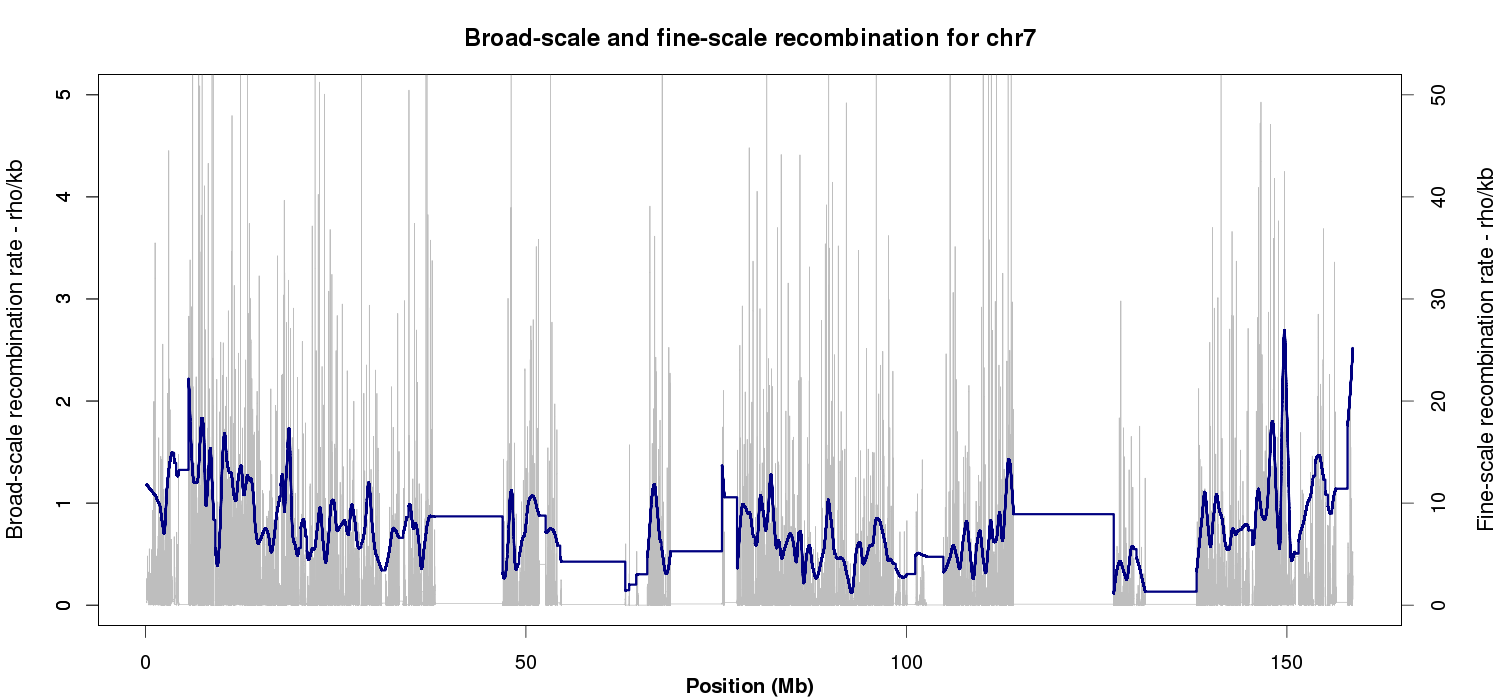 Broad-scale and fine-scale recombination for chr7
Broad-scale recombination rate - rho/kb
5
4
3
2
1
0
50
40
30
20
10
0
Fine-scale recombination rate - rho/kb
0 50 100 150
Position (Mb)